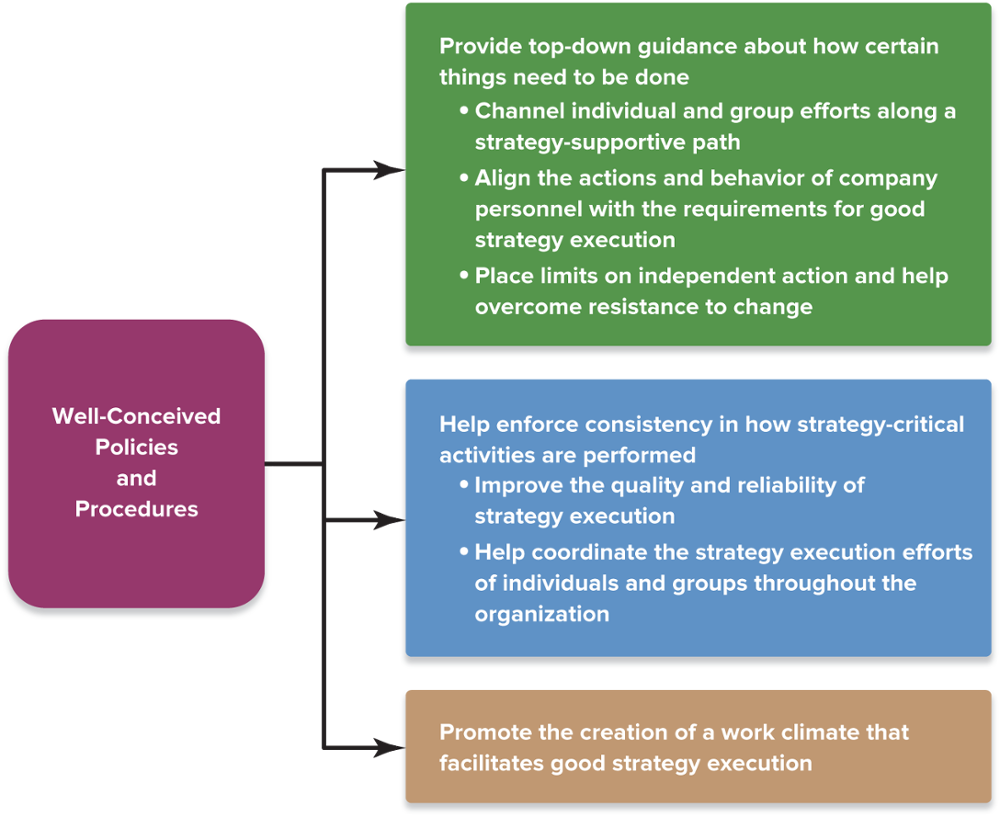 Provide top-down guidance about how certain
things need to be done
• Channel individual and group efforts along a
strategy-supportive path
• Align the actions and behavior of company
personnel with the requirements for good
strategy execution
• Place limits on independent action and help
overcome resistance to change
Well-Conceived
Policies
and
Procedures
Help enforce consistency in how strategy-critical
activities are performed
• Improve the quality and reliability of
strategy execution
• Help coordinate the strategy execution efforts
of individuals and groups throughout the
organization
Promote the creation of a work climate that
facilitates good strategy execution